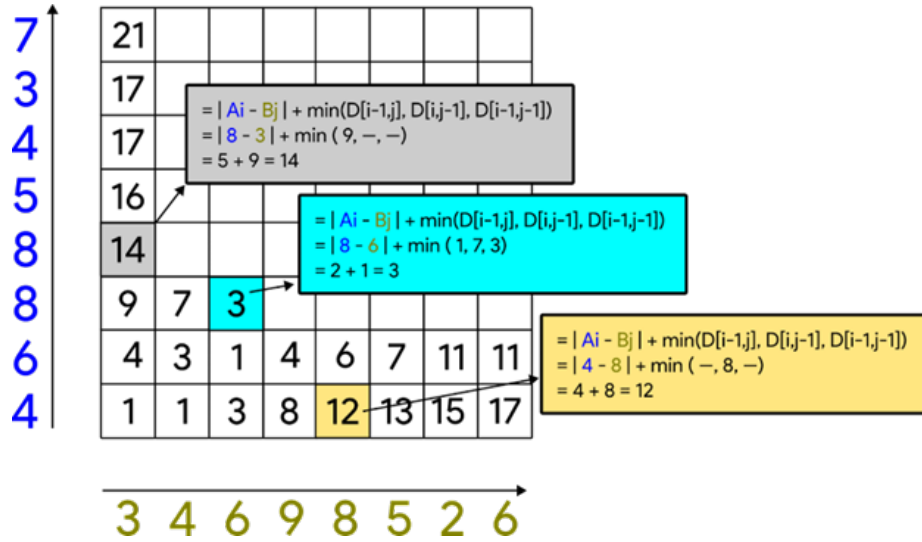 7 21
3 17
= | Ai - Bj | + min(D[i-1,j], D[i,j-1], D[i-1,j-1])
= | 8 - 3 | + min ( 9, –, –)
= 5 + 9 = 14
4 17
5 16
= | Ai - Bj | + min(D[i-1,j], D[i,j-1], D[i-1,j-1])
= | 8 - 6 | + min ( 1, 7, 3)
= 2 + 1 = 3
8 14
8 9 7 3
= | Ai - Bj | + min(D[i-1,j], D[i,j-1], D[i-1,j-1])
= | 4 - 8 | + min ( –, 8, –)
= 4 + 8 = 12
6 4 3 1 4 6 7 11 11
4 1 1 3 8 12 13 15 17
3 4 6 9 8 5 2 6